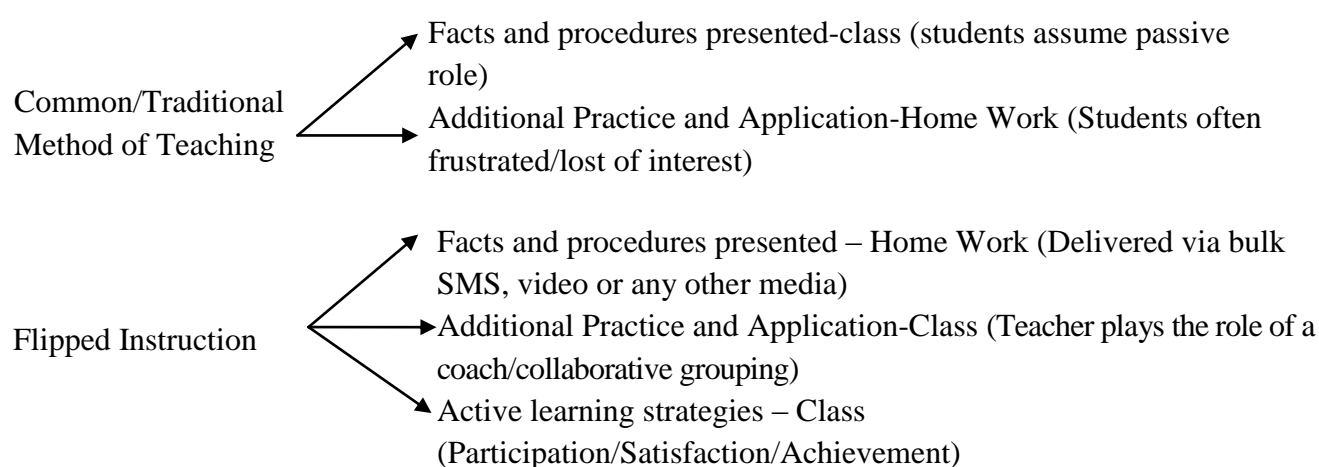 Facts and procedures presented-class (students assume passive
role)
Common/Traditional
Method of Teaching
Additional Practice and Application-Home Work (Students often
frustrated/lost of interest)
Facts and procedures presented – Home Work (Delivered via bulk
SMS, video or any other media)
Flipped Instruction
Additional Practice and Application-Class (Teacher plays the role of a
coach/collaborative grouping)
Active learning strategies – Class
(Participation/Satisfaction/Achievement)